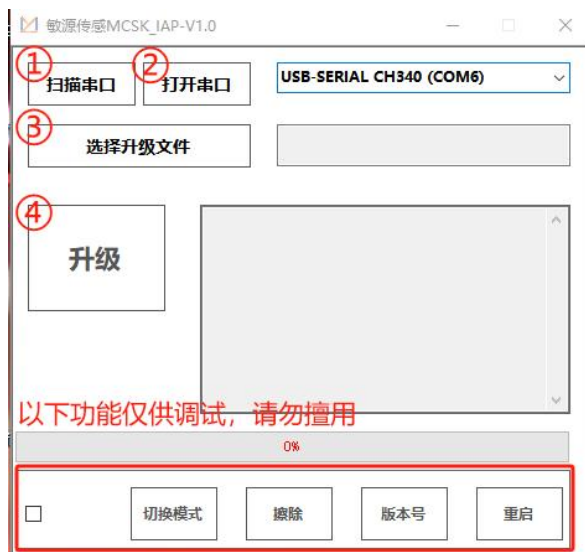 敏源传感MCSK_IAP-V1.0
① ②
扫描串口 打开串口 USB-SERIAL CH340 (COM6)
③
选择升级文件
④
升级
以下功能仅供调试，请勿擅用
0%
切换模式 擦除 版本号 重启